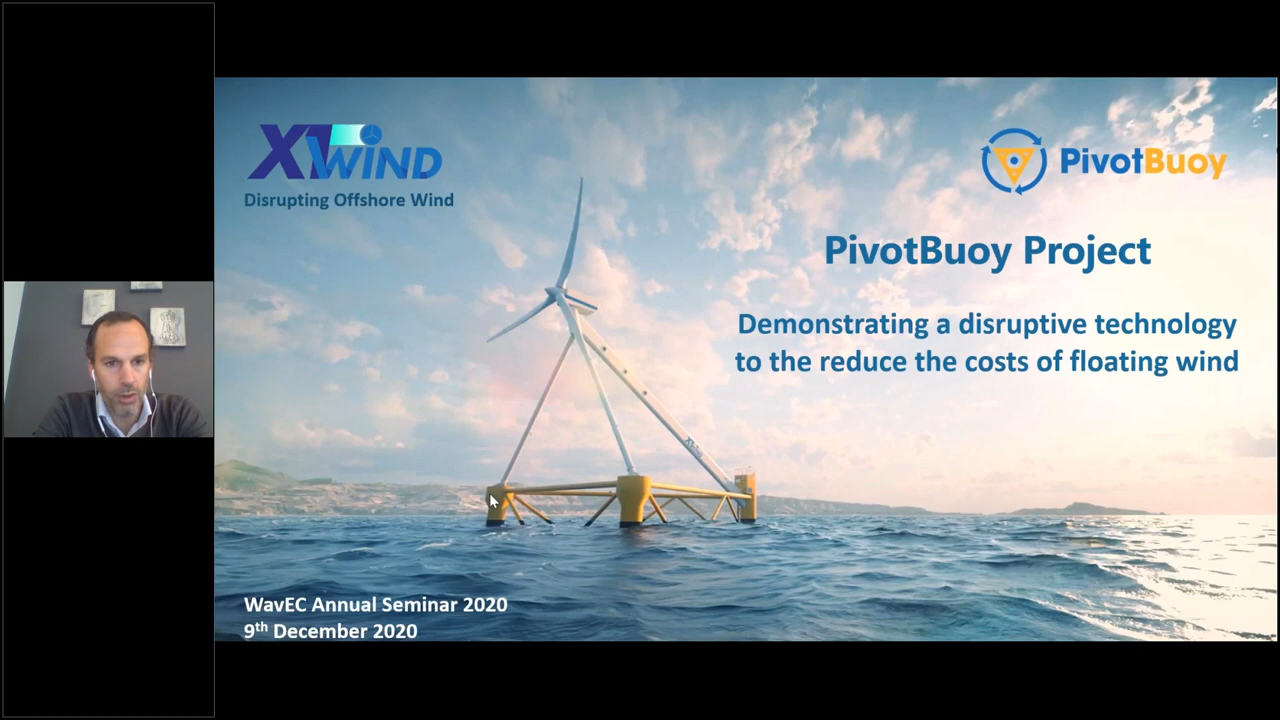 X1WIND
Disrupting Offshore Wind
PivotBuoy
PivotBuoy Project
Demonstrating a disruptive technology
to the reduce the costs of floating wind
X1WIND
WavEC Annual Seminar 2020
9th December 2020